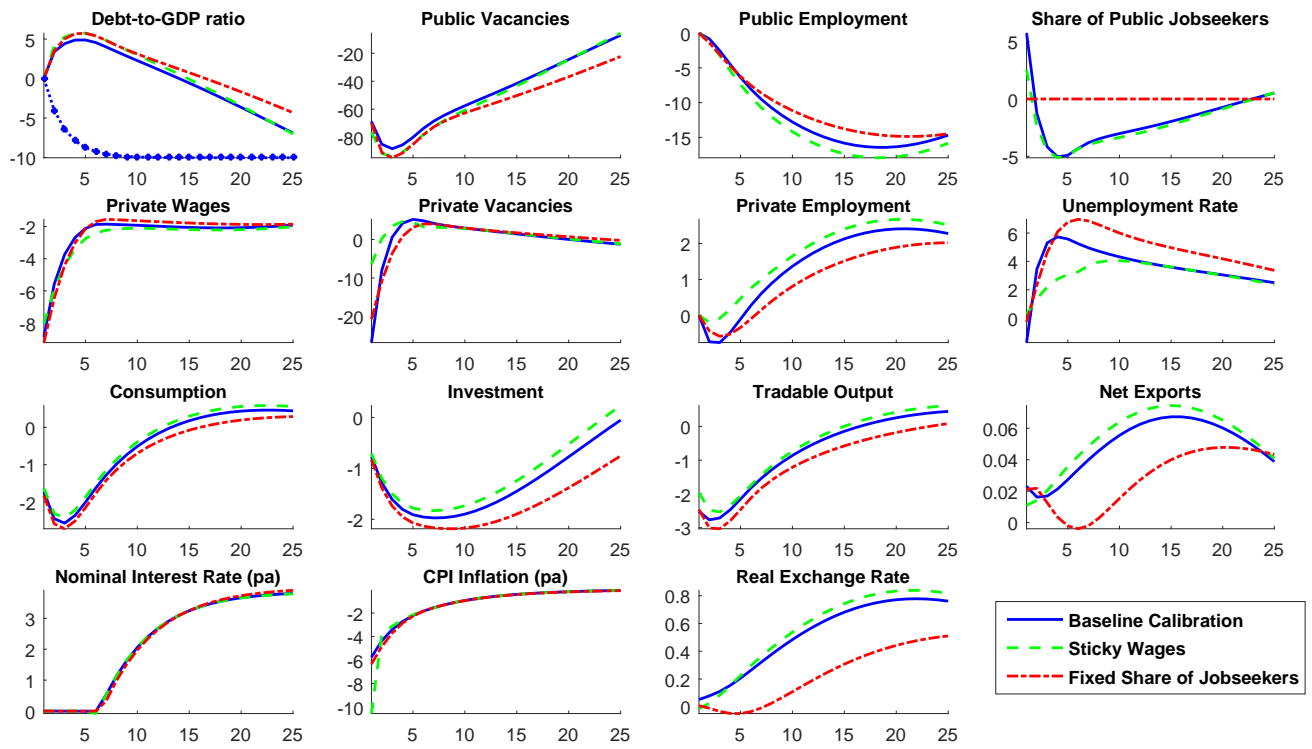 Debt-to-GDP ratio
5
0
-5
-10
5 10 15 20 25
Public Vacancies
-20
-40
-60
-80
5 10 15 20 25
Public Employment
0
-5
-10
-15
5 10 15 20 25
Share of Public Jobseekers
5
0
-5
5 10 15 20 25
Private Wages
-2
-4
-6
-8
5 10 15 20 25
Private Vacancies
0
-10
-20
5 10 15 20 25
Private Employment
2
1
0
5 10 15 20 25
Unemployment Rate
6
4
2
0
5 10 15 20 25
Consumption
0
-1
-2
5 10 15 20 25
Investment
0
-1
-2
5 10 15 20 25
Tradable Output
0
-1
-2
-3
5 10 15 20 25
Net Exports
0.06
0.04
0.02
0
5 10 15 20 25
Nominal Interest Rate (pa)
3
2
1
0
5 10 15 20 25
CPI Inflation (pa)
-2
-4
-6
-8
-10
5 10 15 20 25
Real Exchange Rate
0.8
0.6
0.4
0.2
0
5 10 15 20 25
Baseline Calibration
Sticky Wages
Fixed Share of Jobseekers